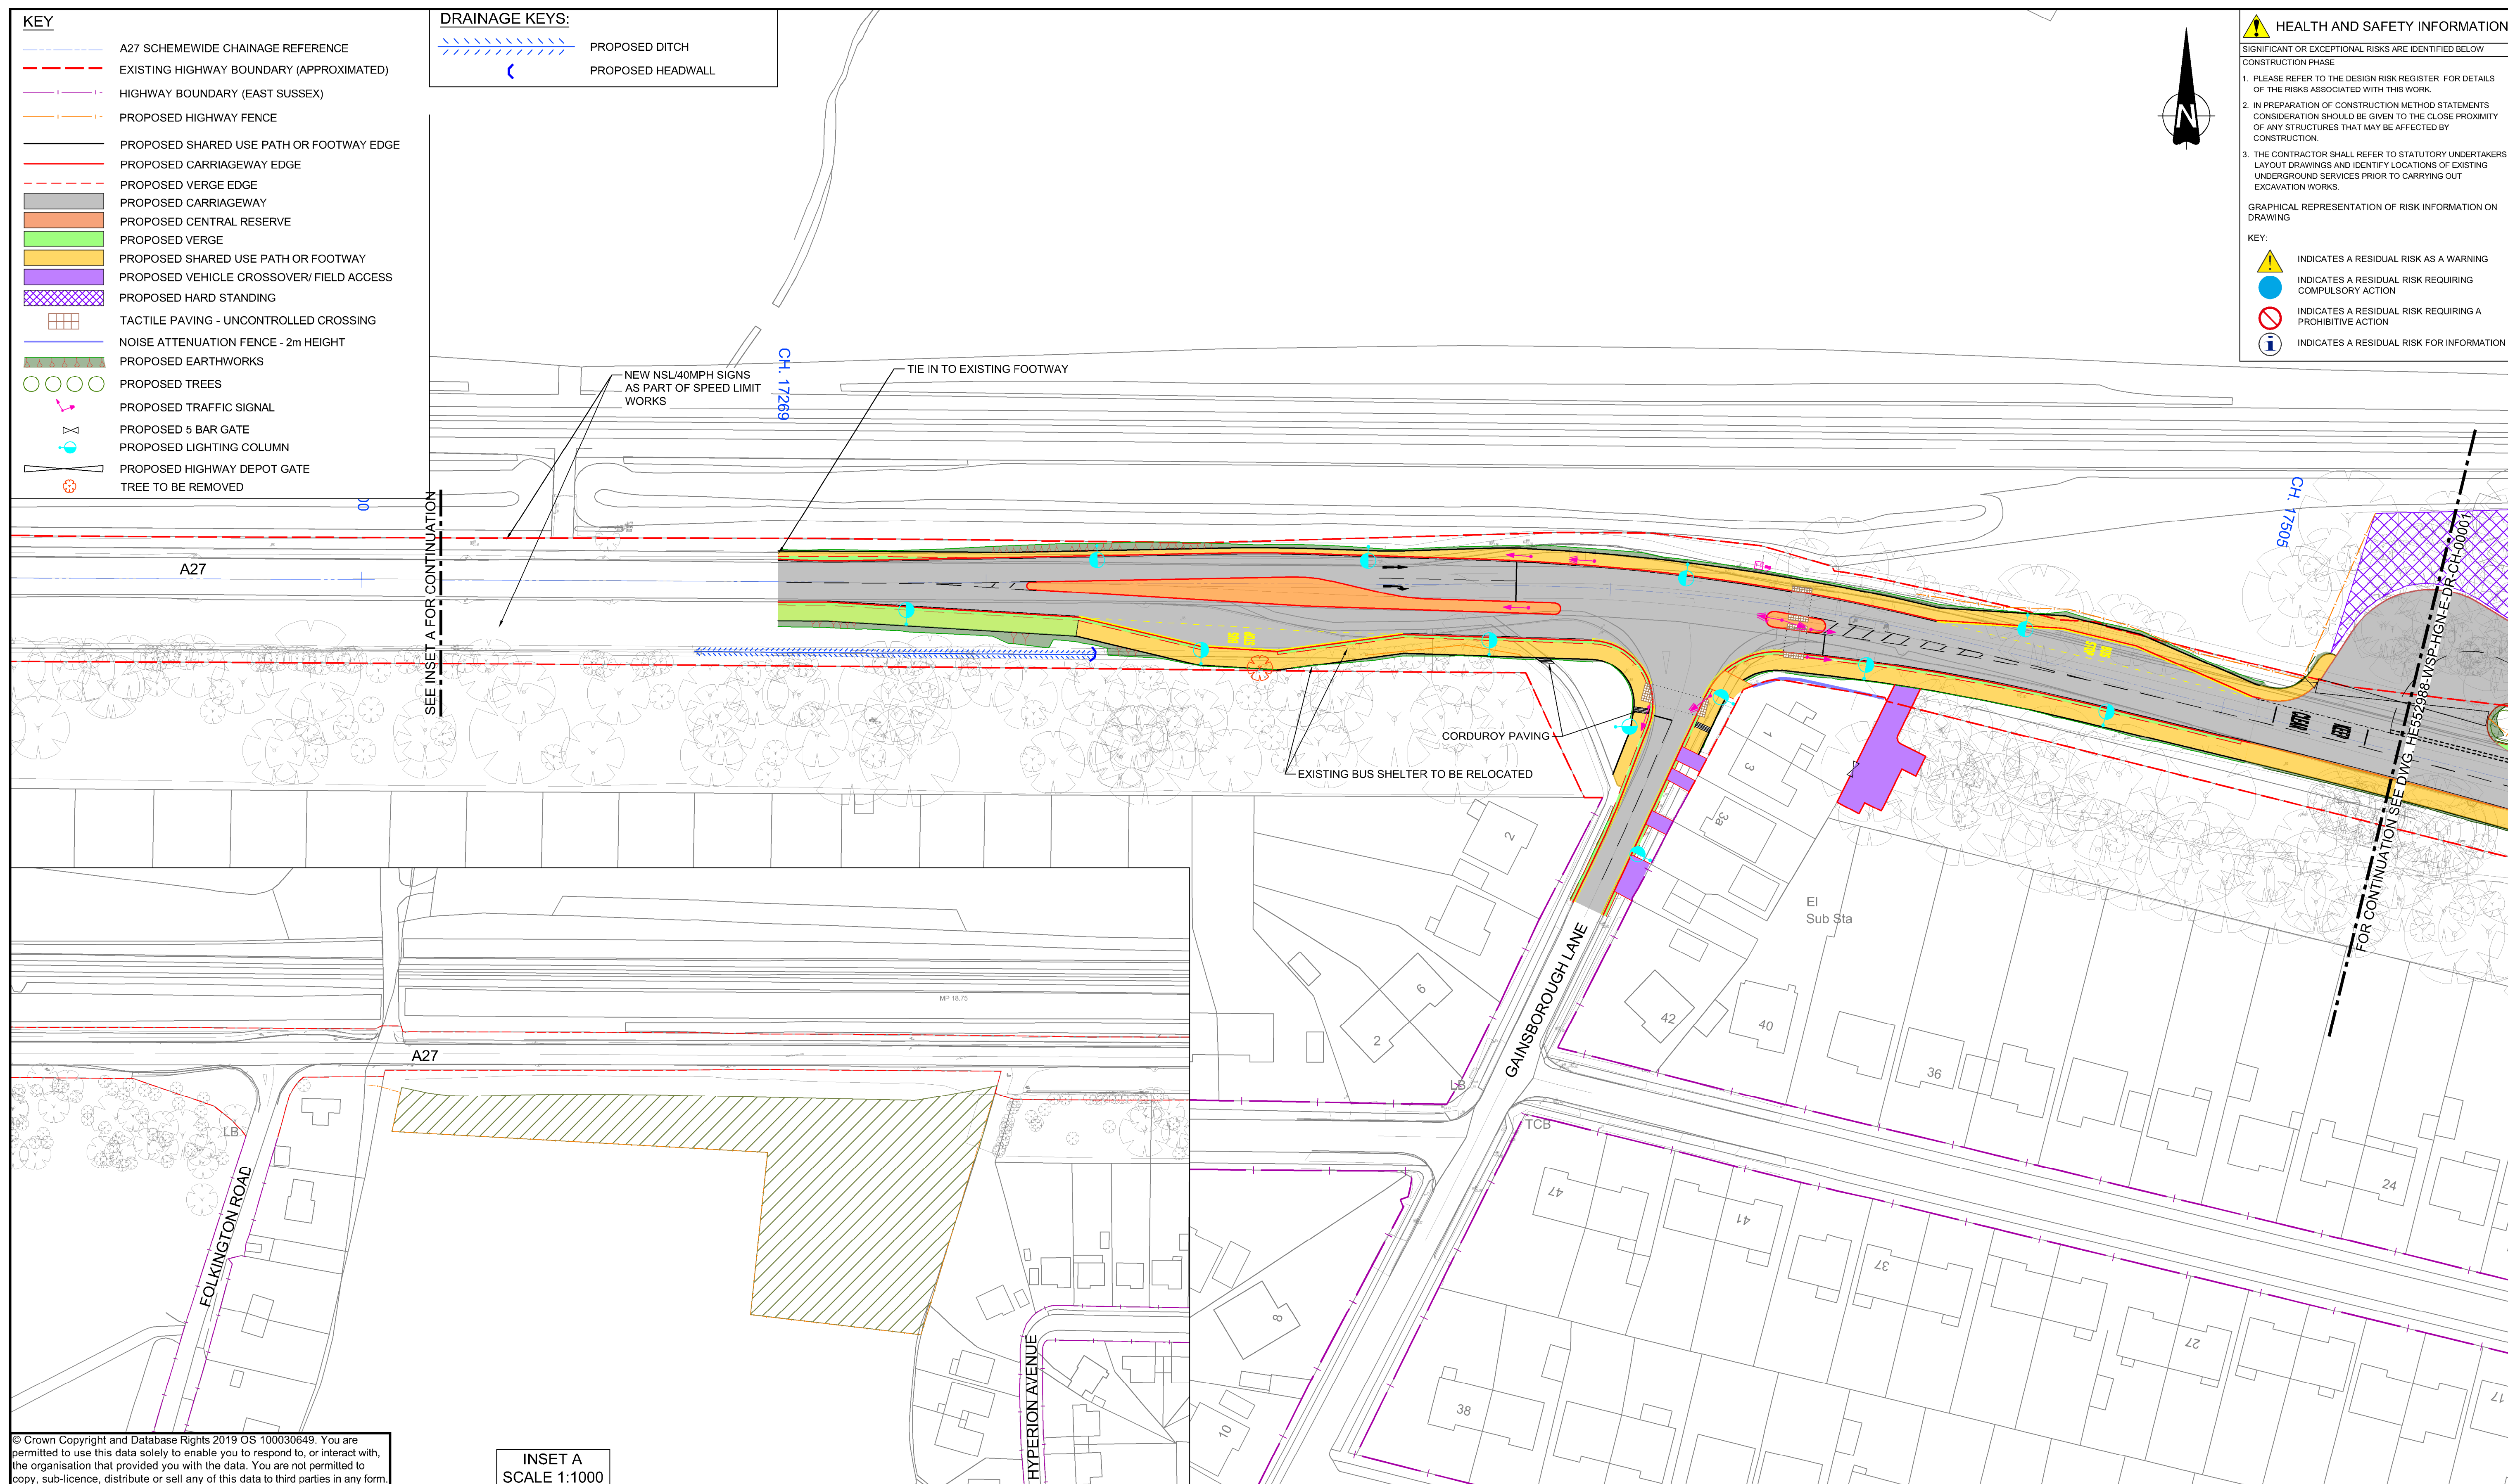 KEY
A27 SCHEMEWIDE CHAINAGE REFERENCE
EXISTING HIGHWAY BOUNDARY (APPROXIMATED)
HIGHWAY BOUNDARY (EAST SUSSEX)
PROPOSED HIGHWAY FENCE
PROPOSED SHARED USE PATH OR FOOTWAY EDGE
PROPOSED CARRIAGEWAY EDGE
PROPOSED VERGE EDGE
PROPOSED CARRIAGEWAY
PROPOSED CENTRAL RESERVE
PROPOSED VERGE
PROPOSED SHARED USE PATH OR FOOTWAY
PROPOSED VEHICLE CROSSOVER/ FIELD ACCESS
PROPOSED HARD STANDING
TACTILE PAVING - UNCONTROLLED CROSSING
NOISE ATTENUATION FENCE - 2m HEIGHT
PROPOSED EARTHWORKS
PROPOSED TREES
PROPOSED TRAFFIC SIGNAL
PROPOSED 5 BAR GATE
PROPOSED LIGHTING COLUMN
PROPOSED HIGHWAY DEPOT GATE
TREE TO BE REMOVED
DRAINAGE KEYS:
PROPOSED DITCH
PROPOSED HEADWALL
N
HEALTH AND SAFETY INFORMATION
SIGNIFICANT OR EXCEPTIONAL RISKS ARE IDENTIFIED BELOW
CONSTRUCTION PHASE
1. PLEASE REFER TO THE DESIGN RISK REGISTER FOR DETAILS
OF THE RISKS ASSOCIATED WITH THIS WORK.
2. IN PREPARATION OF CONSTRUCTION METHOD STATEMENTS
CONSIDERATION SHOULD BE GIVEN TO THE CLOSE PROXIMITY
OF ANY STRUCTURES THAT MAY BE AFFECTED BY
CONSTRUCTION.
3. THE CONTRACTOR SHALL REFER TO STATUTORY UNDERTAKERS
LAYOUT DRAWINGS AND IDENTIFY LOCATIONS OF EXISTING
UNDERGROUND SERVICES PRIOR TO CARRYING OUT
EXCAVATION WORKS.
GRAPHICAL REPRESENTATION OF RISK INFORMATION ON
DRAWING
KEY:
INDICATES A RESIDUAL RISK AS A WARNING
INDICATES A RESIDUAL RISK REQUIRING
COMPULSORY ACTION
INDICATES A RESIDUAL RISK REQUIRING A
PROHIBITIVE ACTION
INDICATES A RESIDUAL RISK FOR INFORMATION
NEW NSL/40MPH SIGNS
AS PART OF SPEED LIMIT
WORKS
CH. 17269
TIE IN TO EXISTING FOOTWAY
CH. 17505
00
A27
SEE INSET A FOR CONTINUATION
BUS
STOP
BUS
STOP
KEEP
CLEAR
CORDUROY PAVING
EXISTING BUS SHELTER TO BE RELOCATED
FOR CONTINUATION SEE DWG. HE552988-WSP-HGN-E-DR-CH-00001
1
3
3a
2
El
Sub Sta
GAINSBOROUGH LANE
6
2
42
40
36
24
LB
TCB
47
41
37
27
17
8
38
10
MP 18.75
A27
LB
FOLKINGTON ROAD
HYPERION AVENUE
INSET A
SCALE 1:1000
© Crown Copyright and Database Rights 2019 OS 100030649. You are
permitted to use this data solely to enable you to respond to, or interact with,
the organisation that provided you with the data. You are not permitted to
copy, sub-licence, distribute or sell any of this data to third parties in any form.